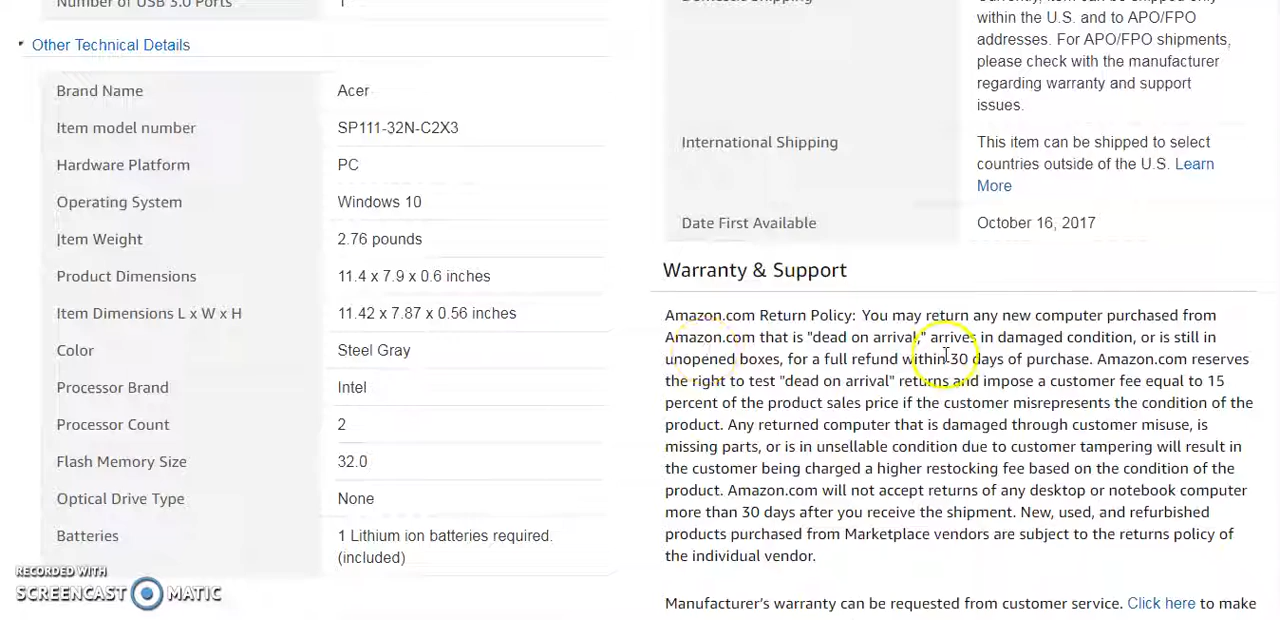 Number of USB 3.0 Ports 1
Other Technical Details
Brand Name Acer
Item model number SP111-32N-C2X3
Hardware Platform PC
Operating System Windows 10
Item Weight 2.76 pounds
Product Dimensions 11.4 x 7.9 x 0.6 inches
Item Dimensions L x W x H 11.42 x 7.87 x 0.56 inches
Color Steel Gray
Processor Brand Intel
Processor Count 2
Flash Memory Size 32.0
Optical Drive Type None
Batteries 1 Lithium ion batteries required.
(included)
RECORDED WITH
SCREENCAST MATIC
Domestic Shipping Currently, item can be shipped only
within the U.S. and to APO/FPO
addresses. For APO/FPO shipments,
please check with the manufacturer
regarding warranty and support
issues.
International Shipping This item can be shipped to select
countries outside of the U.S. Learn
More
Date First Available October 16, 2017
Warranty & Support
Amazon.com Return Policy: You may return any new computer purchased from
Amazon.com that is "dead on arrival," arrives in damaged condition, or is still in
unopened boxes, for a full refund within 30 days of purchase. Amazon.com reserves
the right to test "dead on arrival" returns and impose a customer fee equal to 15
percent of the product sales price if the customer misrepresents the condition of the
product. Any returned computer that is damaged through customer misuse, is
missing parts, or is in unsellable condition due to customer tampering will result in
the customer being charged a higher restocking fee based on the condition of the
product. Amazon.com will not accept returns of any desktop or notebook computer
more than 30 days after you receive the shipment. New, used, and refurbished
products purchased from Marketplace vendors are subject to the returns policy of
the individual vendor.
Manufacturer's warranty can be requested from customer service. Click here to make